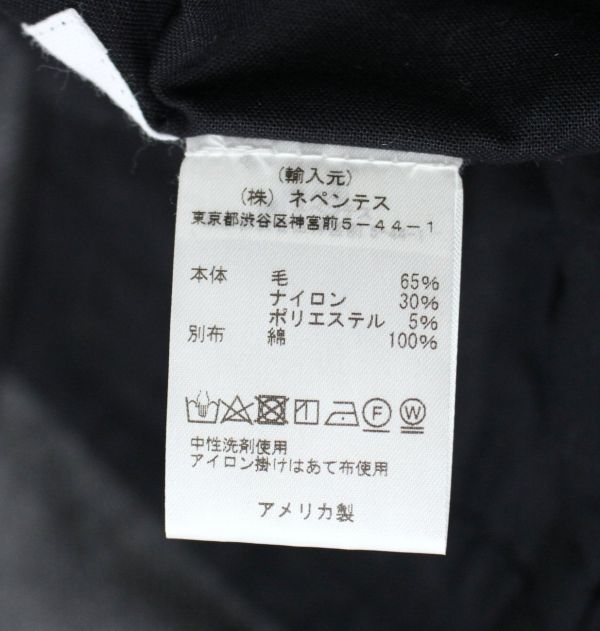 (輸入元)
(株)ネペンテス
東京都渋谷区神宮前5-44-1
本体 毛 65%
ナイロン 30%
ポリエステル 5%
別布 綿 100%
F W
中性洗剤使用
アイロン掛けはあて布使用
アメリカ製